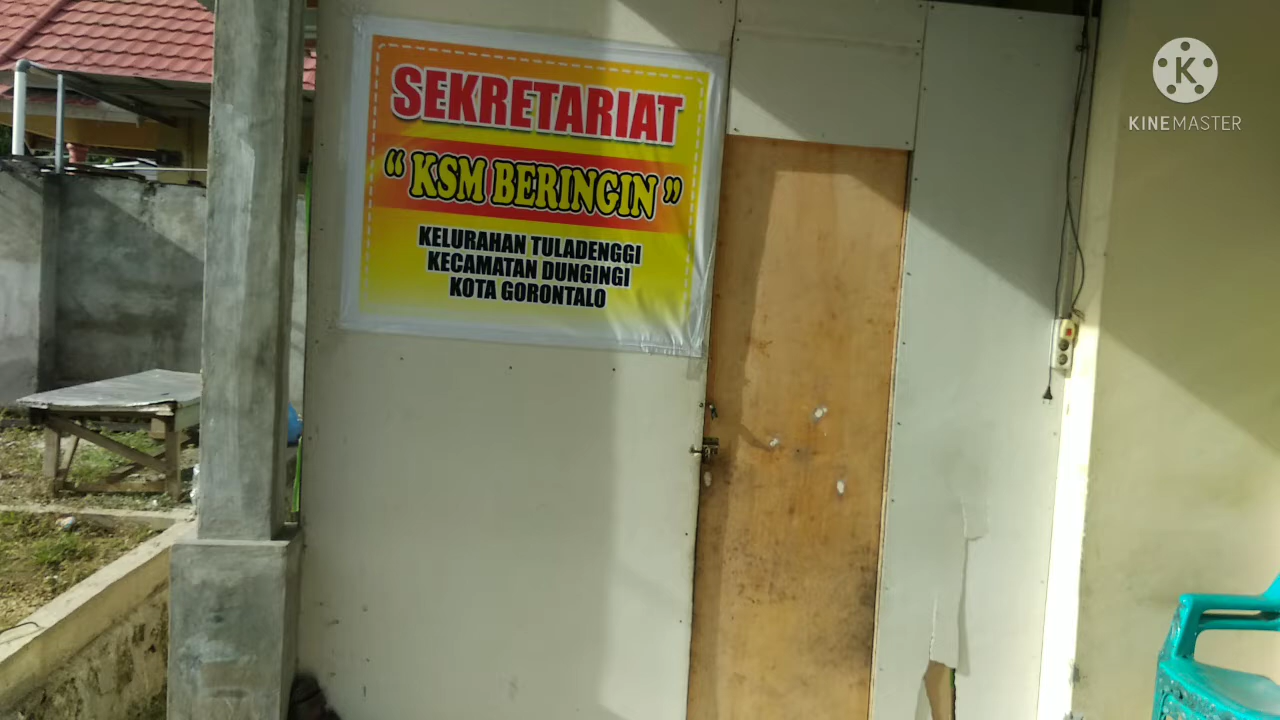 SEKRETARIAT
“ KSM BERINGIN ”
KELURAHAN TULADENGGI
KECAMATAN DUNGINGI
KOTA GORONTALO
K
KINEMASTER